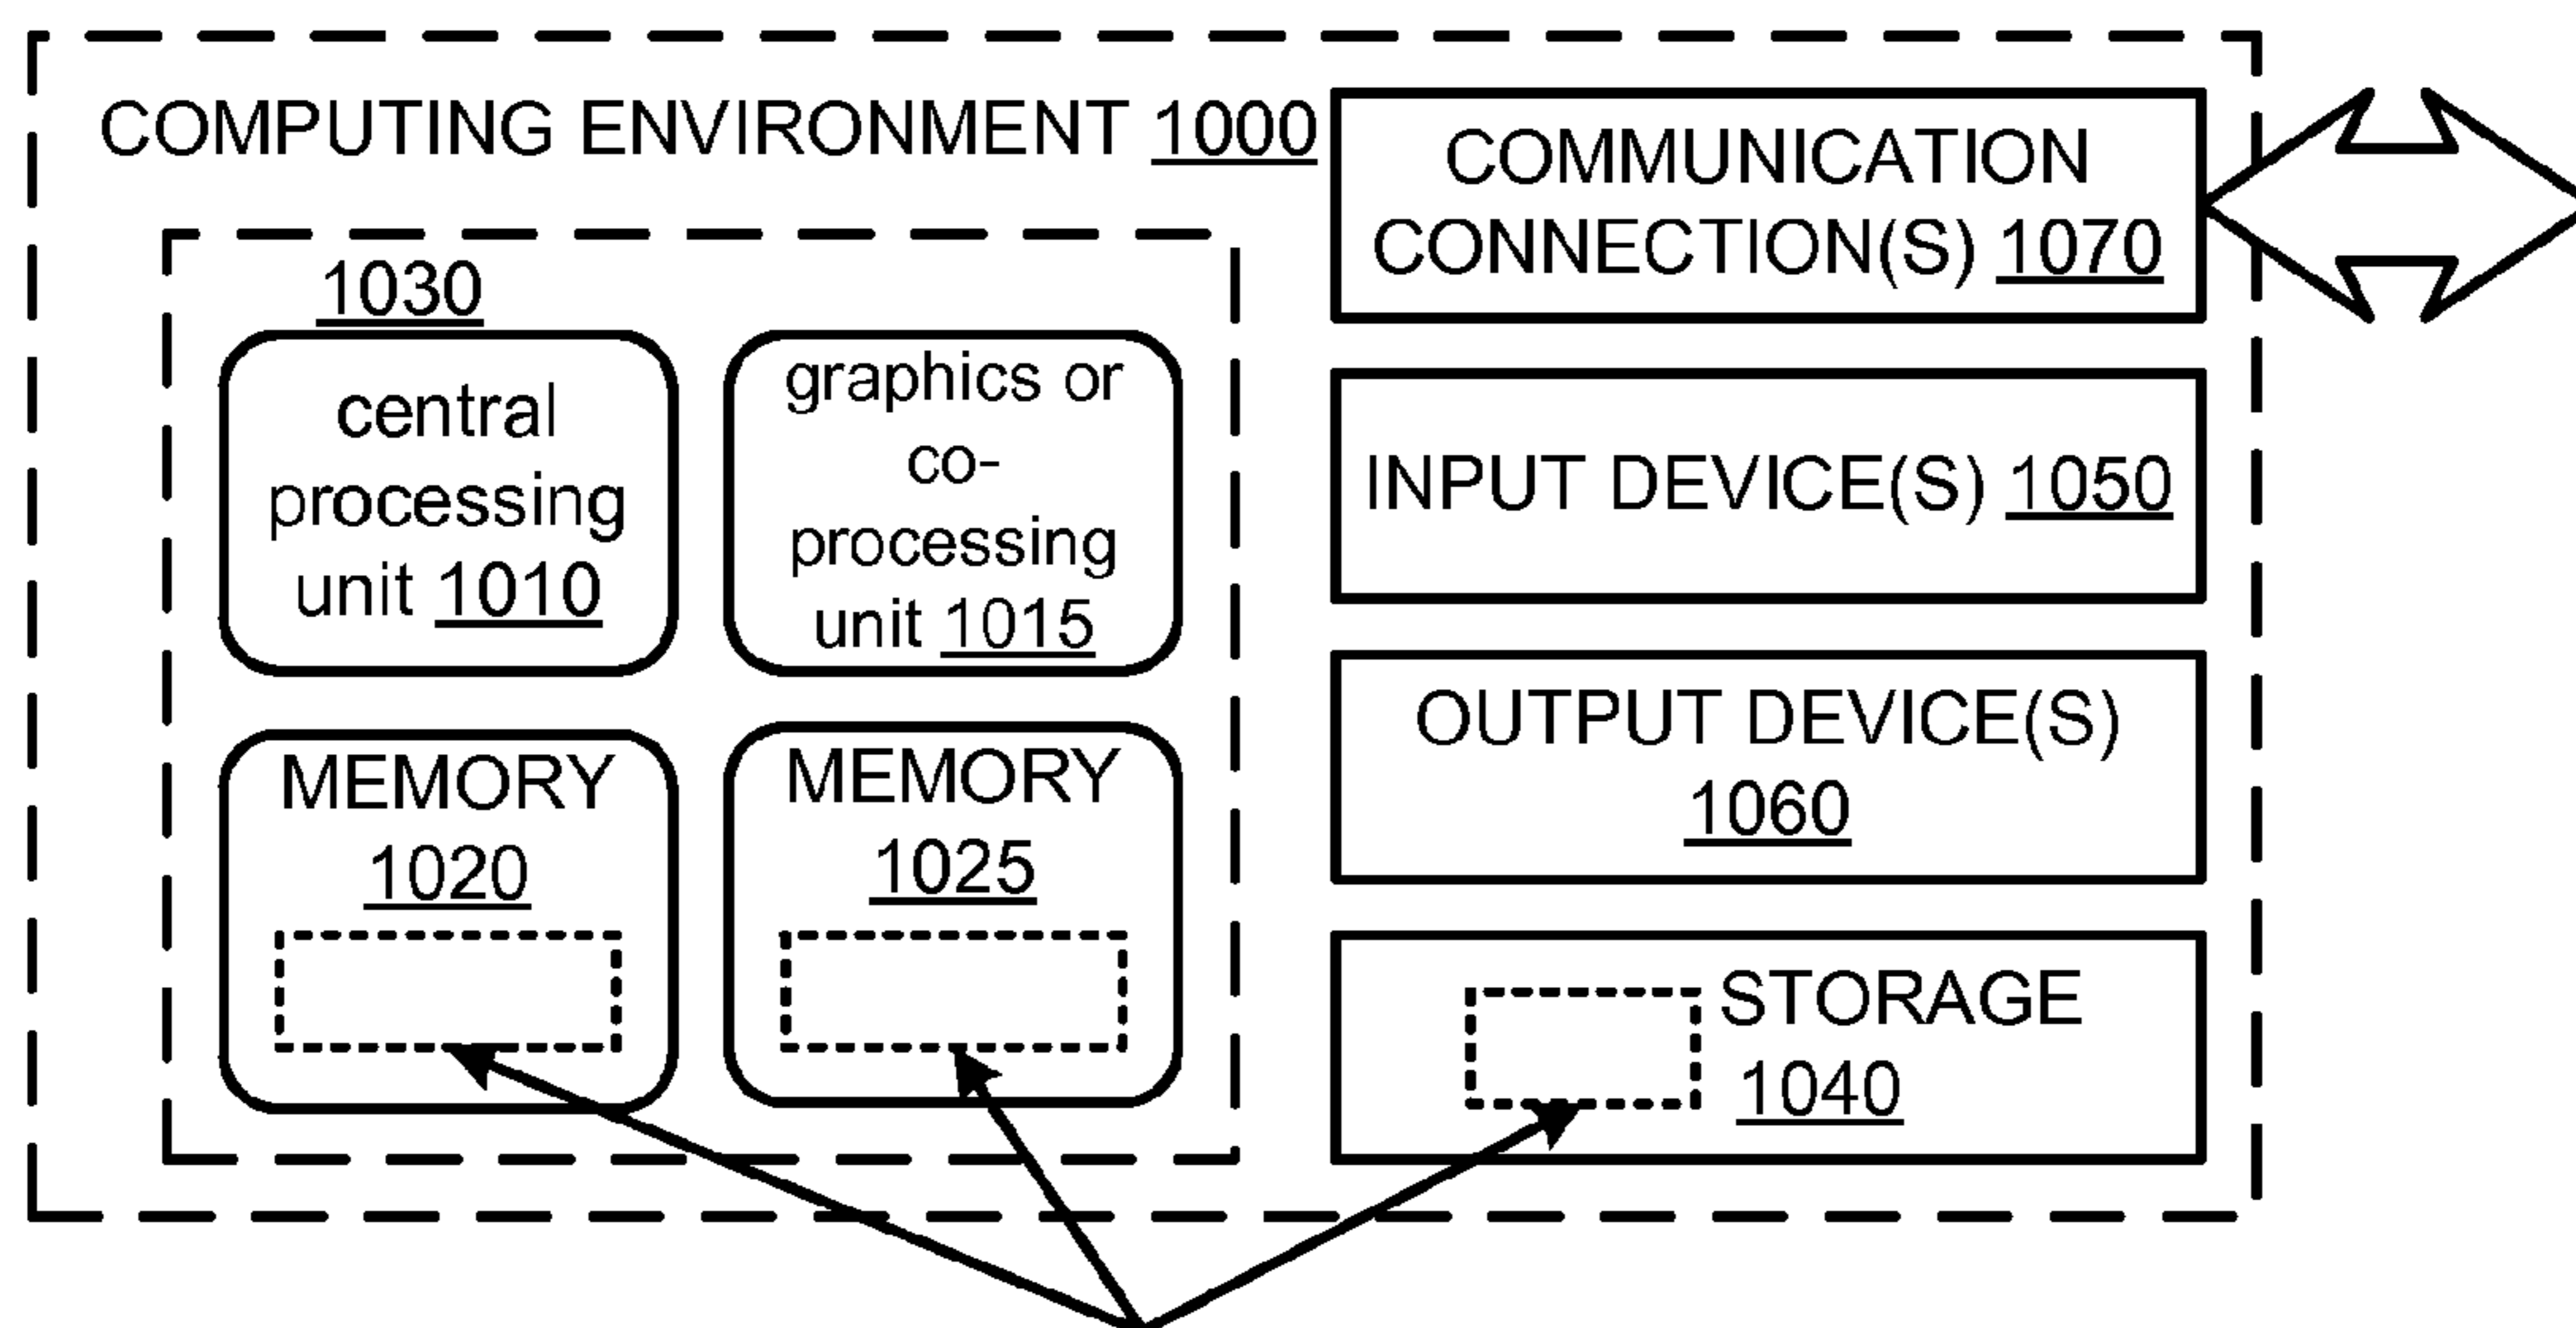 COMPUTING ENVIRONMENT 1000
1030
central
processing
unit 1010
graphics or
co-
processing
unit 1015
MEMORY
1020
MEMORY
1025
COMMUNICATION
CONNECTION(S) 1070
INPUT DEVICE(S) 1050
OUTPUT DEVICE(S)
1060
STORAGE
1040